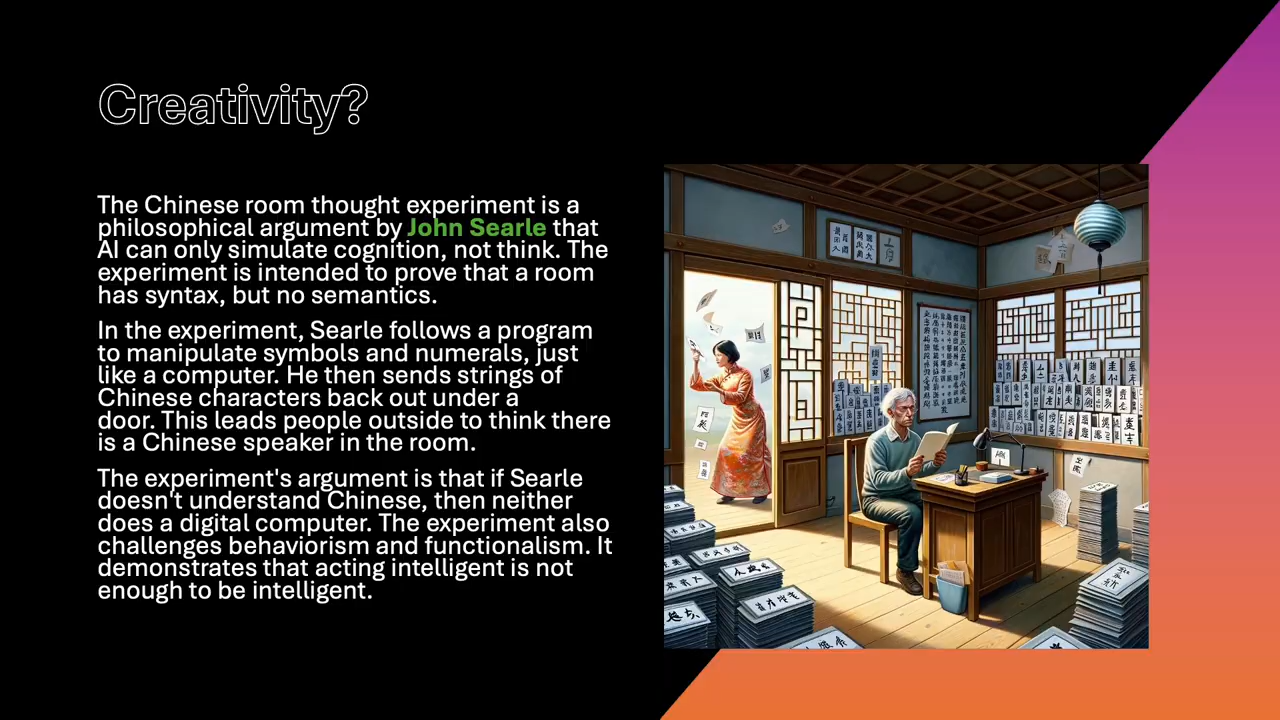 Creativity?
The Chinese room thought experiment is a
philosophical argument by John Searle that
AI can only simulate cognition, not think. The
experiment is intended to prove that a room
has syntax, but no semantics.
In the experiment, Searle follows a program
to manipulate symbols and numerals, just
like a computer. He then sends strings of
Chinese characters back out under a
door. This leads people outside to think there
is a Chinese speaker in the room.
The experiment's argument is that if Searle
doesn't understand Chinese, then neither
does a digital computer. The experiment also
challenges behaviorism and functionalism. It
demonstrates that acting intelligent is not
enough to be intelligent.